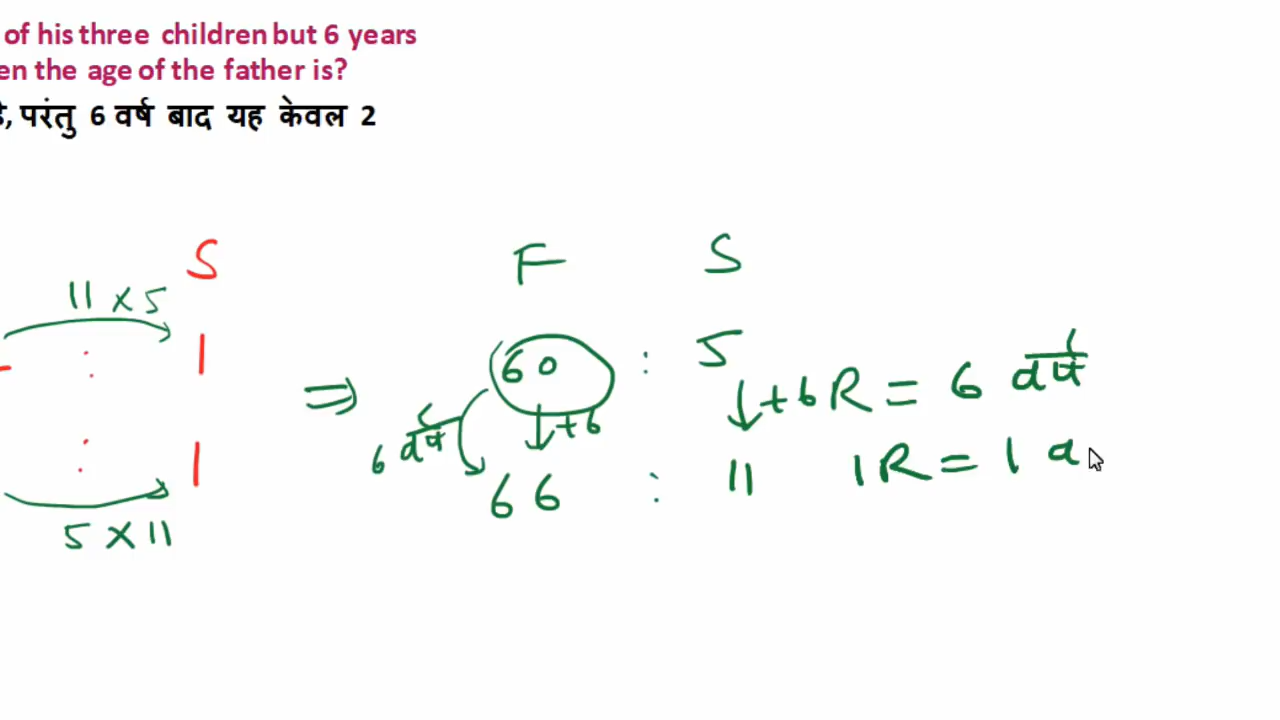 of his three children but 6 years
en the age of the father is?
है, परंतु 6 वर्ष बाद यह केवल 2
S
F S
11 x 5
1
⇒
60 : 5
+6R = 6 वर्ष
6 वर्ष
+6
1
66 : 11
1R = 1 व
5 x 11